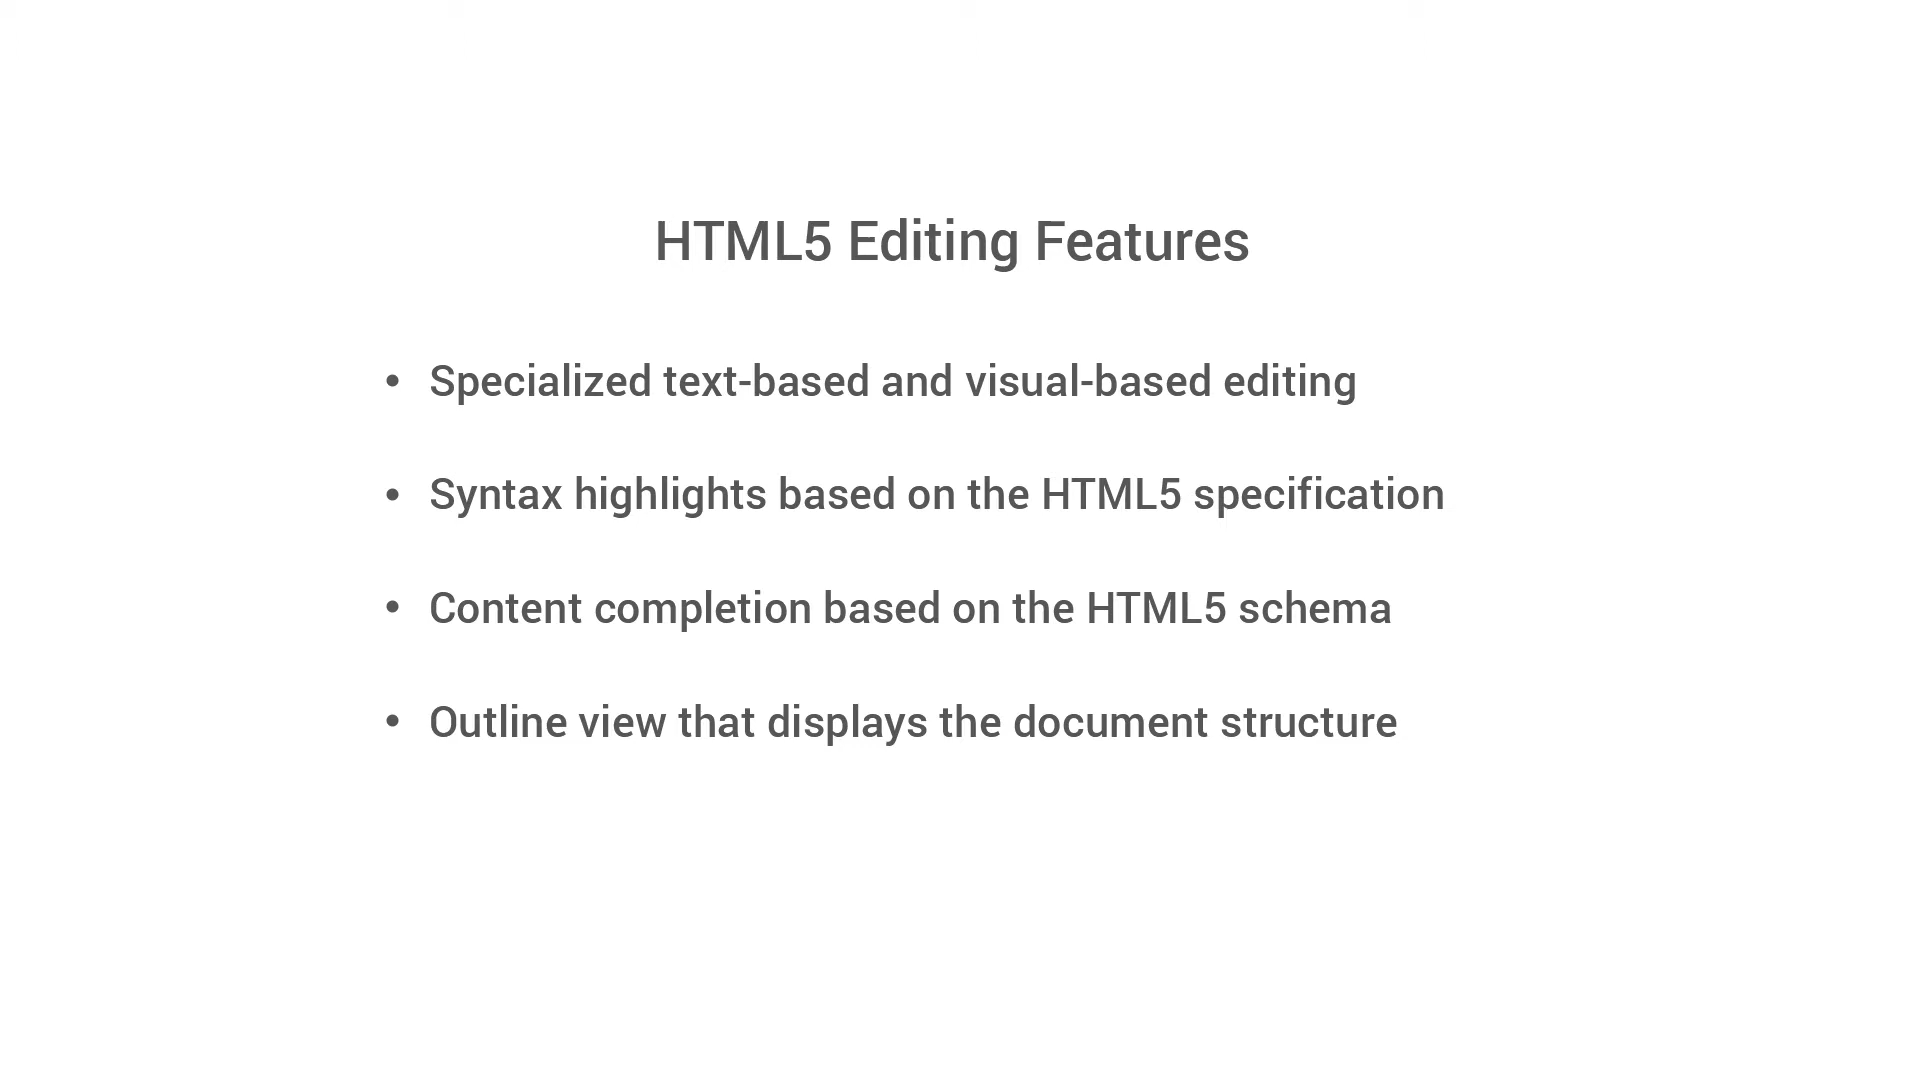 HTML5 Editing Features
• Specialized text-based and visual-based editing
• Syntax highlights based on the HTML5 specification
• Content completion based on the HTML5 schema
• Outline view that displays the document structure